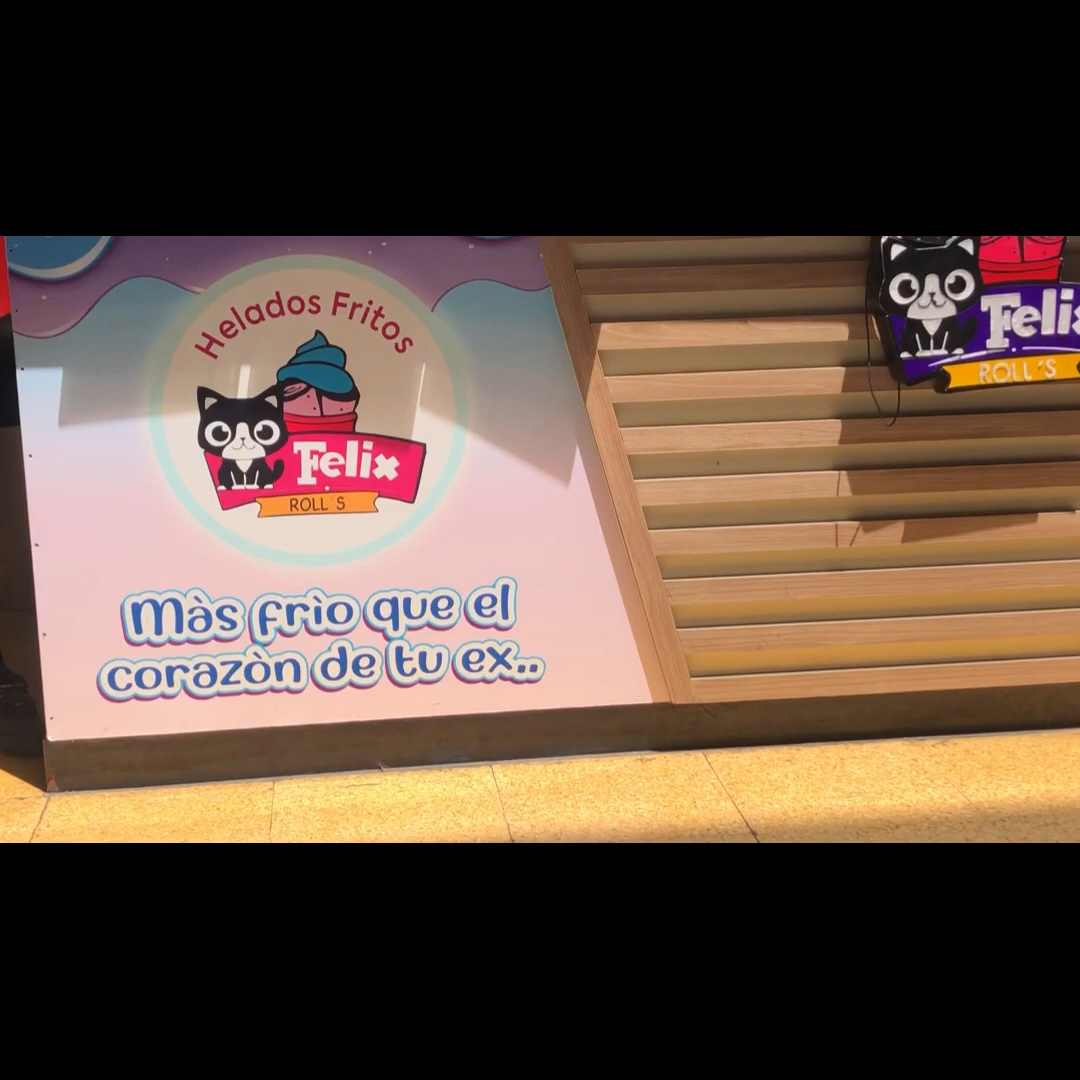 Helados Fritos
Felix
ROLL´S
Màs frìo que el
corazòn de tu ex..
Felix
ROLL´S